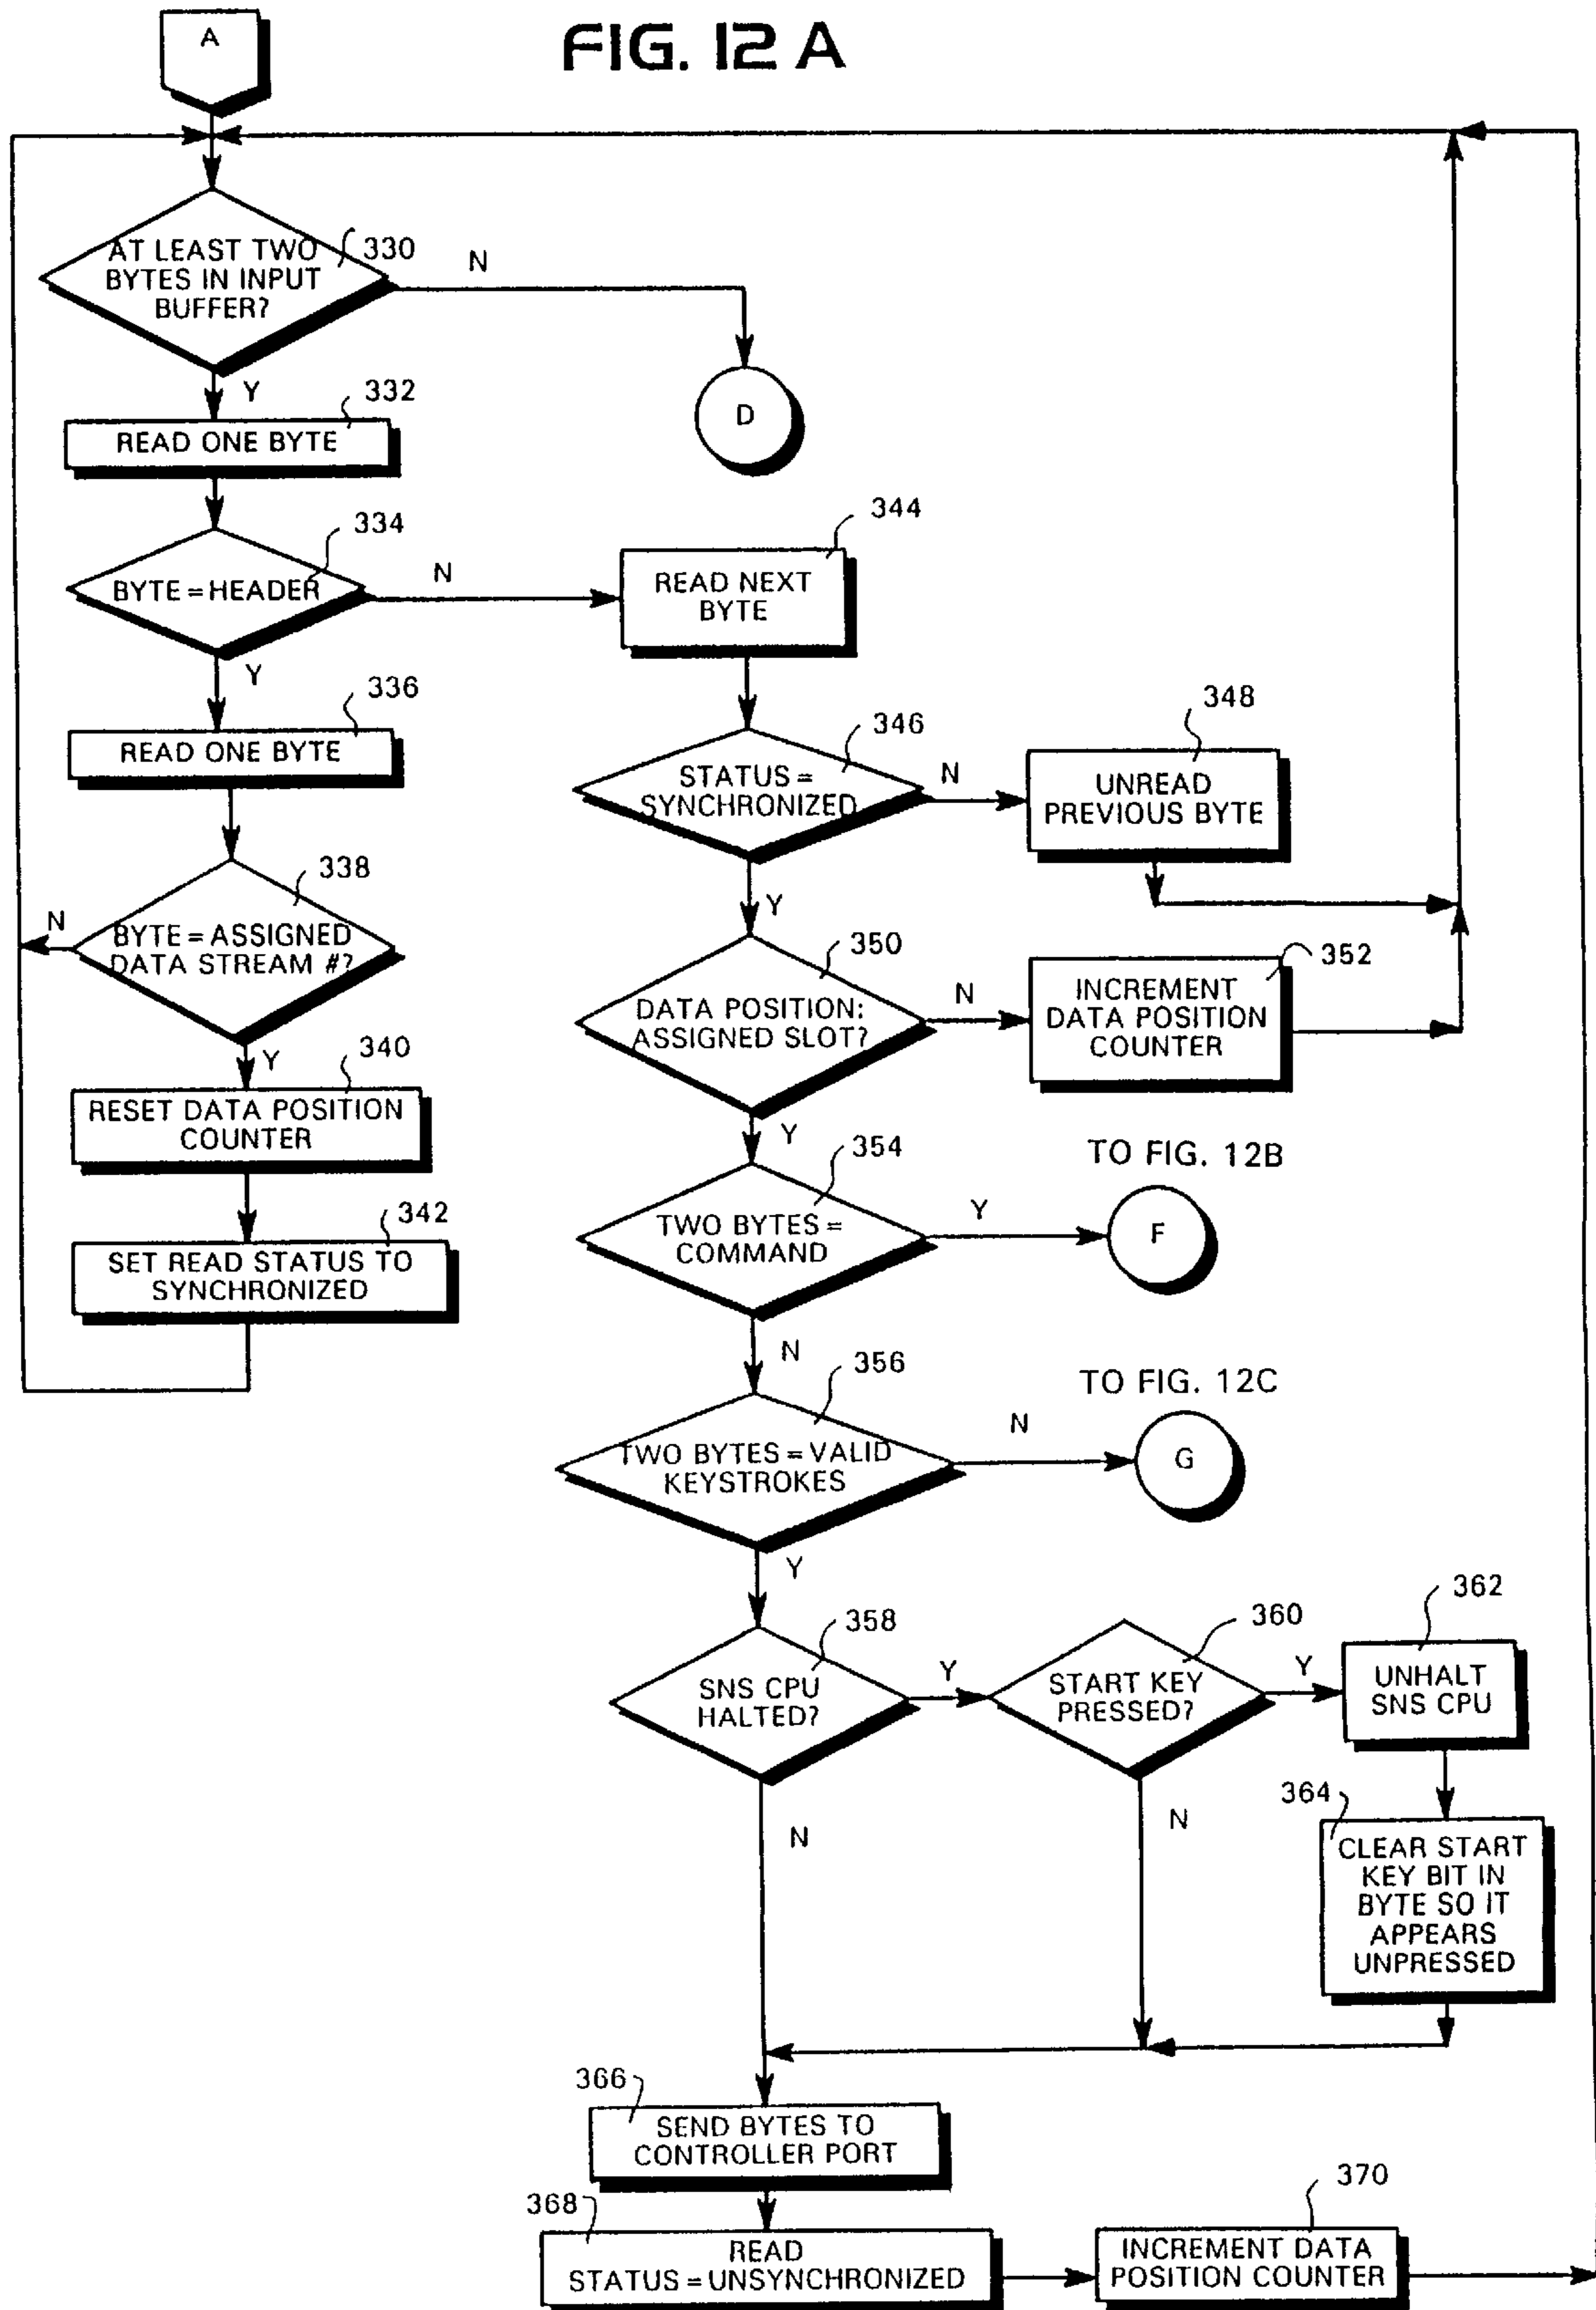 FIG. 12 A
A
AT LEAST TWO
BYTES IN INPUT
BUFFER?
330
N
Y
D
332
READ ONE BYTE
334
BYTE = HEADER
N
Y
344
READ NEXT
BYTE
336
READ ONE BYTE
346
STATUS =
SYNCHRONIZED
N
Y
348
UNREAD
PREVIOUS BYTE
338
BYTE = ASSIGNED
DATA STREAM #?
N
Y
350
DATA POSITION:
ASSIGNED SLOT?
N
Y
352
INCREMENT
DATA POSITION
COUNTER
340
RESET DATA POSITION
COUNTER
342
SET READ STATUS TO
SYNCHRONIZED
354
TWO BYTES =
COMMAND
Y
N
TO FIG. 12B
F
356
TWO BYTES = VALID
KEYSTROKES
N
Y
TO FIG. 12C
G
358
SNS CPU
HALTED?
Y
N
360
START KEY
PRESSED?
Y
N
362
UNHALT
SNS CPU
364
CLEAR START
KEY BIT IN
BYTE SO IT
APPEARS
UNPRESSED
366
SEND BYTES TO
CONTROLLER PORT
368
READ
STATUS = UNSYNCHRONIZED
370
INCREMENT DATA
POSITION COUNTER